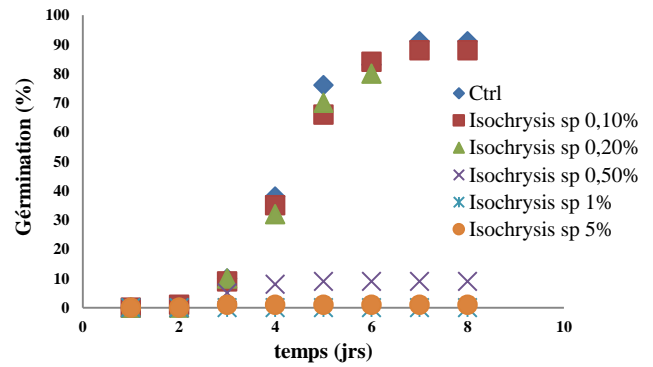 100
90
80
70
60
50
40
30
20
10
0
Gérmination (%)
0 2 4 6 8 10
temps (jrs)
Ctrl
Isochrysis sp 0,10%
Isochrysis sp 0,20%
Isochrysis sp 0,50%
Isochrysis sp 1%
Isochrysis sp 5%